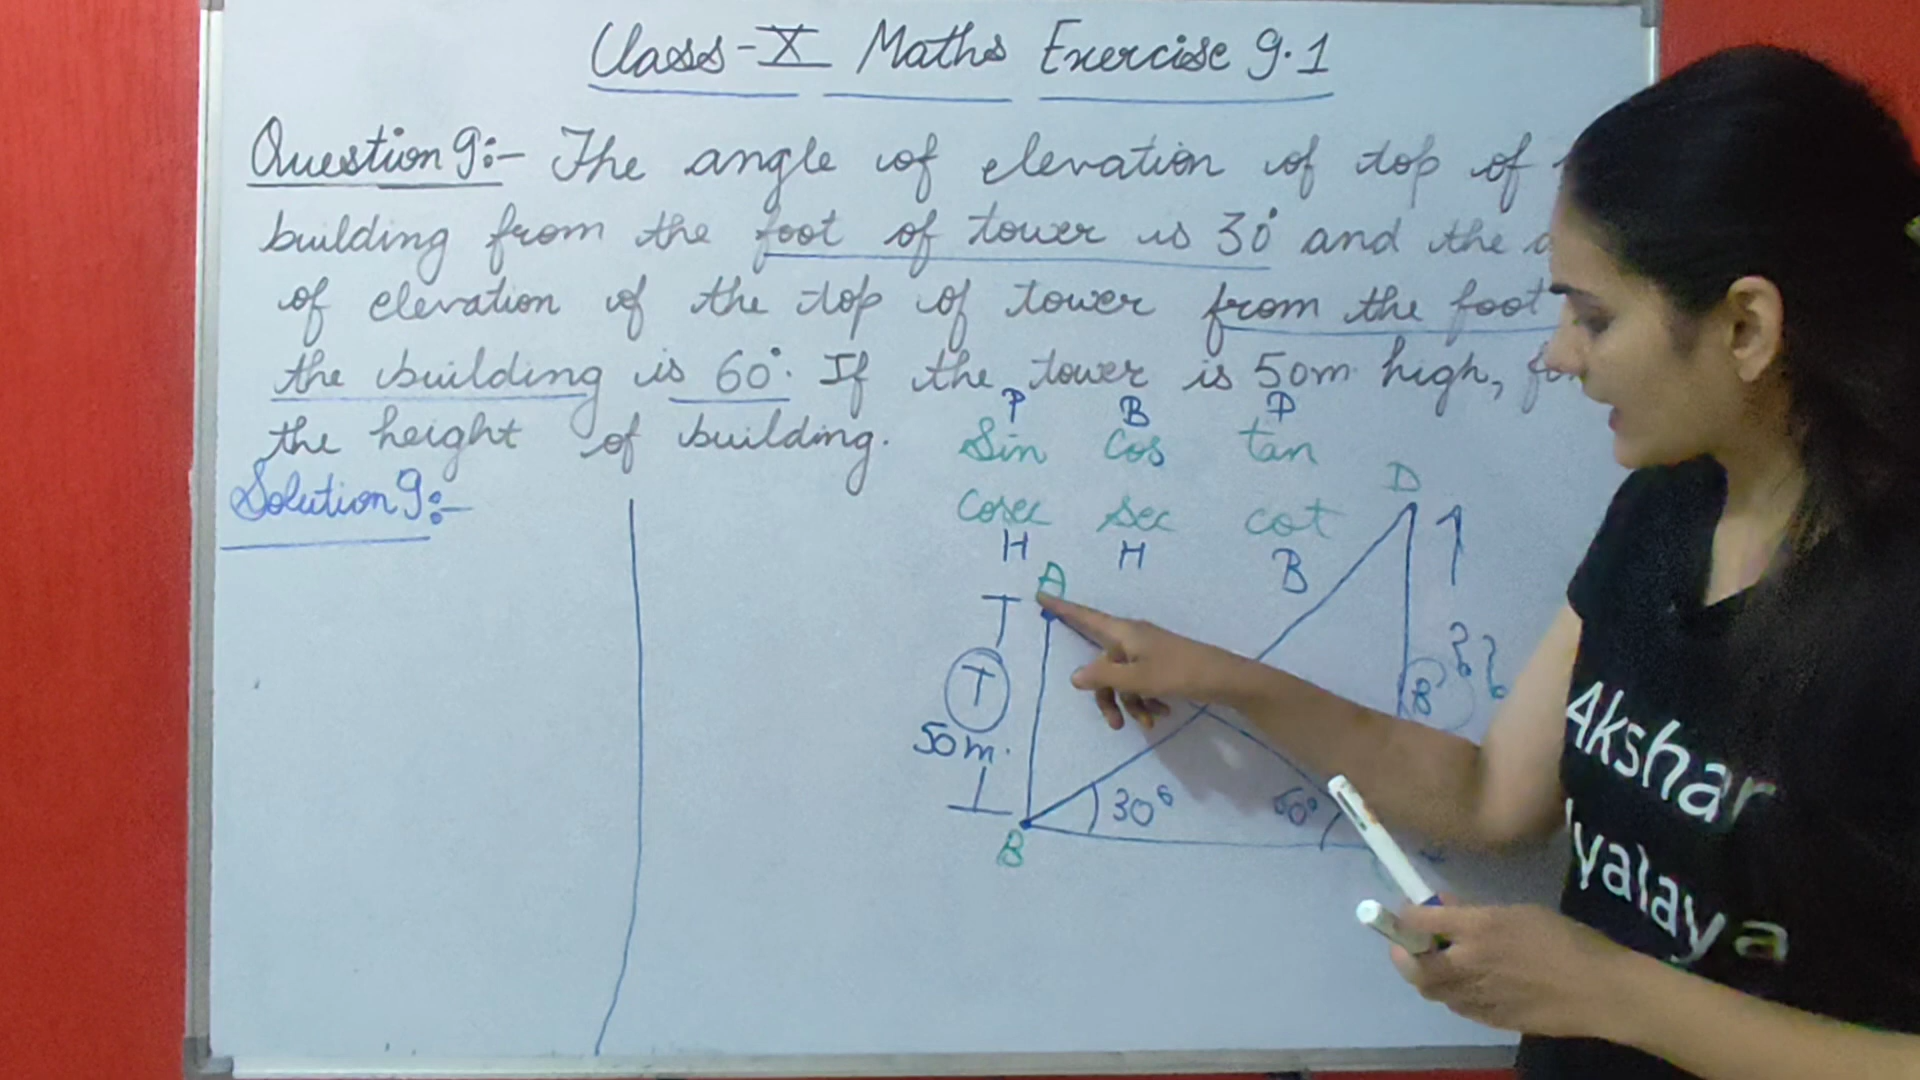 Class-X Maths Exercise 9.1
Question 9:- The angle of elevation of top of
building from the foot of tower is 30° and the
of elevation of the top of tower from the foot
the building is 60°. If the tower is 50m high,
the height of building.
P B P
Sin Cos tan
Cosec Sec cot
H H B
Solution 9:-
A
D
T
50m.
B
??
30° 60°
B
Akshar